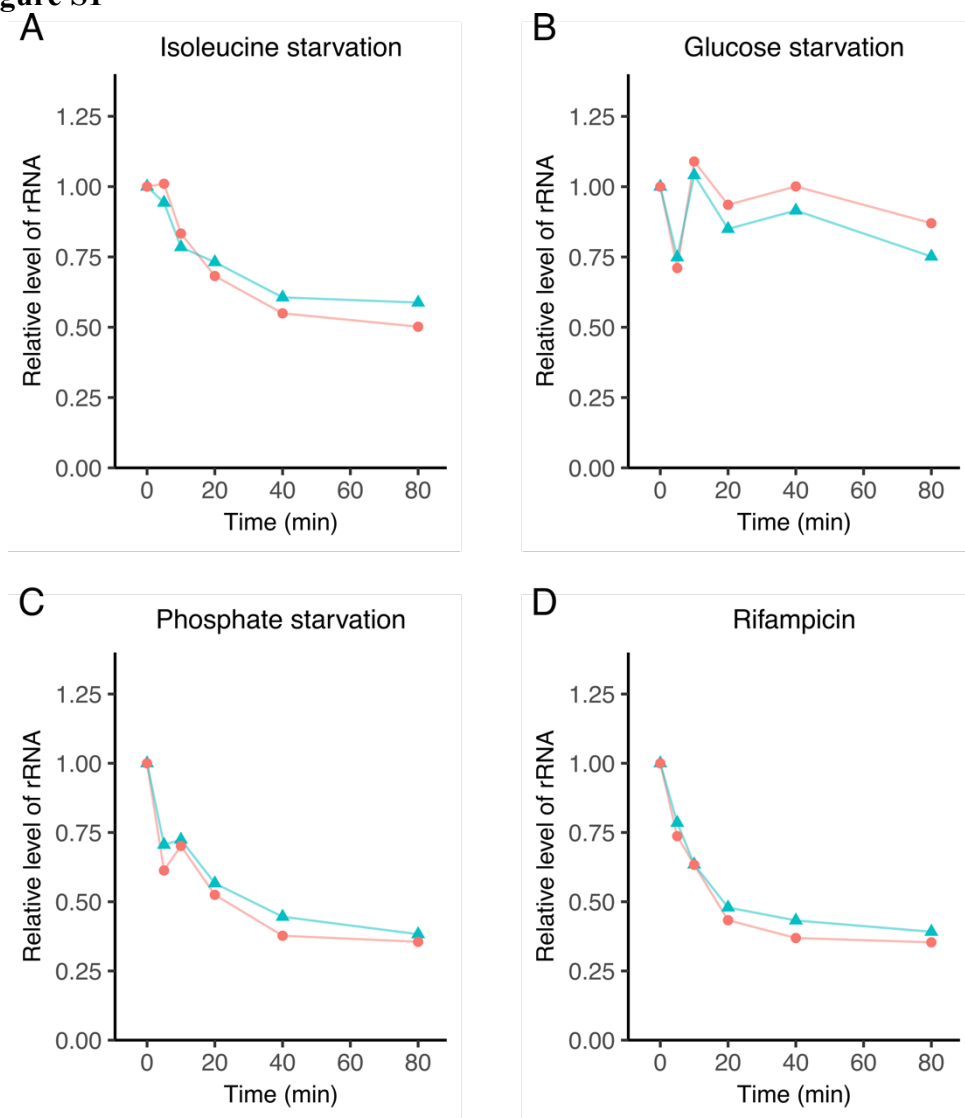 gure S1
A
Isoleucine starvation
1.25
1.00
0.75
0.50
0.25
0.00
Relative level of rRNA
0 20 40 60 80
Time (min)
B
Glucose starvation
1.25
1.00
0.75
0.50
0.25
0.00
Relative level of rRNA
0 20 40 60 80
Time (min)
C
Phosphate starvation
1.25
1.00
0.75
0.50
0.25
0.00
Relative level of rRNA
0 20 40 60 80
Time (min)
D
Rifampicin
1.25
1.00
0.75
0.50
0.25
0.00
Relative level of rRNA
0 20 40 60 80
Time (min)